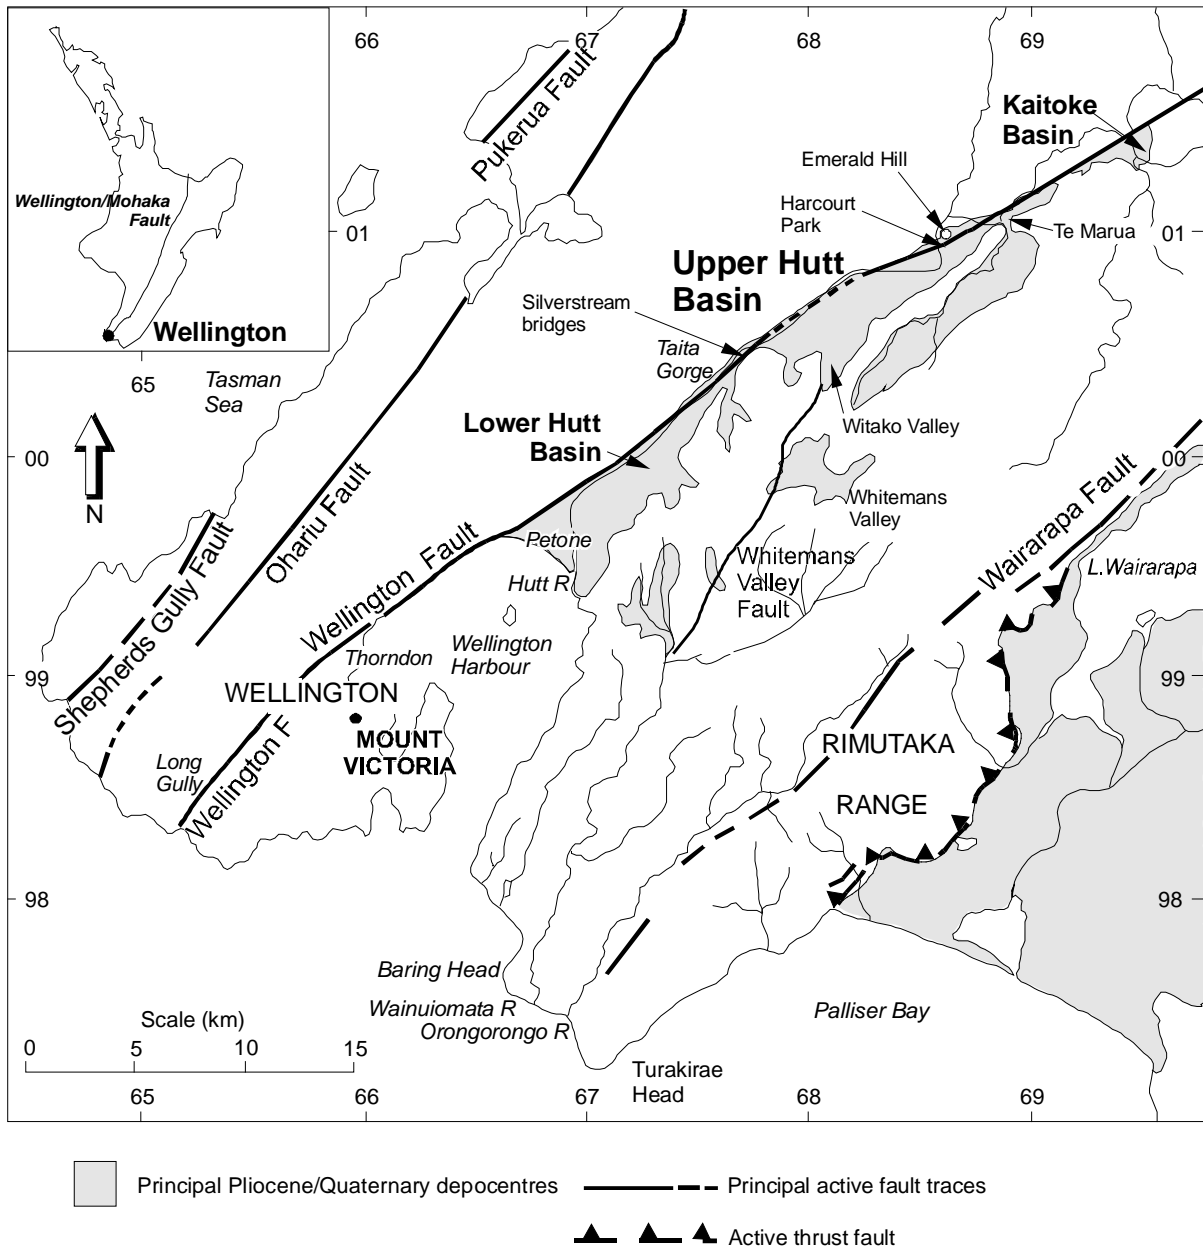 66
67
68
69
Pukerua Fault
Kaitoke
Basin
Emerald Hill
Harcourt
Park
Wellington/Mohaka
Fault
01
Te Marua
01
Upper Hutt
Basin
Silverstream
bridges
Wellington
65
Tasman
Sea
Taita
Gorge
Lower Hutt
Basin
Witako Valley
00
00
N
Ohariu Fault
Whitemans
Valley
Wairarapa Fault
Shepherds Gully Fault
Wellington Fault
Petone
Whitemans
Valley
Fault
L.Wairarapa
Hutt R
Wellington
Harbour
Thorndon
99
99
WELLINGTON
Wellington F
MOUNT
VICTORIA
Long
Gully
RIMUTAKA
RANGE
98
98
Baring Head
Wainuiomata R
Orongorongo R
Palliser Bay
Scale (km)
0
5
10
15
Turakirae
Head
65
66
67
68
69
Principal Pliocene/Quaternary depocentres
Principal active fault traces
Active thrust fault